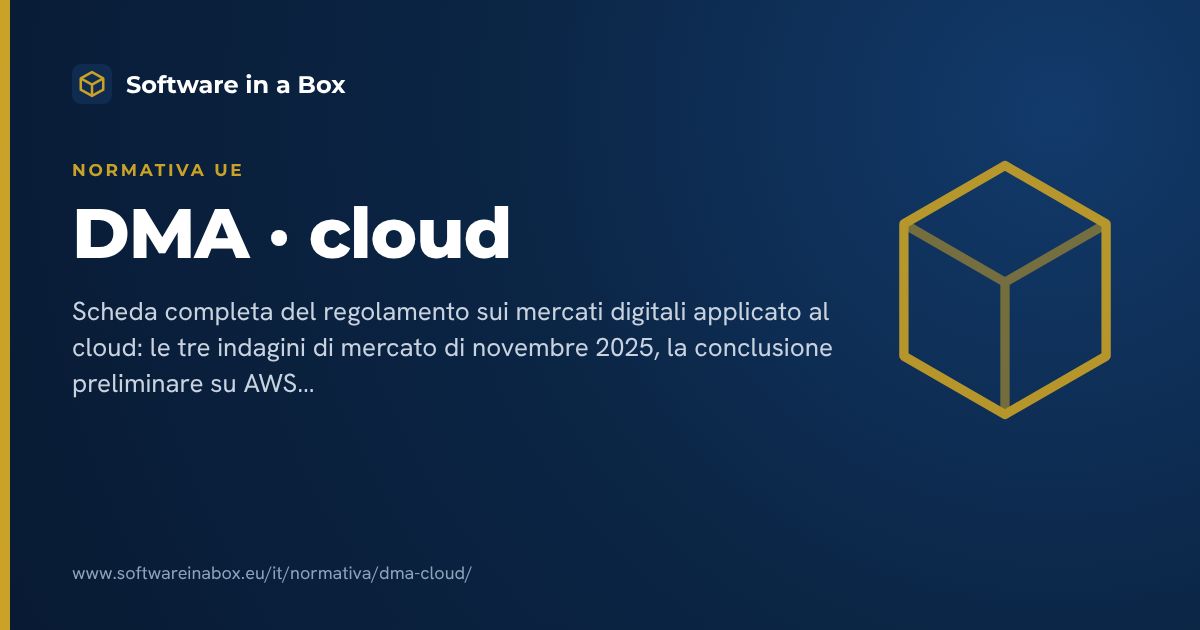 Software in a Box
NORMATIVA UE
DMA · cloud
Scheda completa del regolamento sui mercati digitali applicato al
cloud: le tre indagini di mercato di novembre 2025, la conclusione
preliminare su AWS...
www.softwareinabox.eu/it/normativa/dma-cloud/